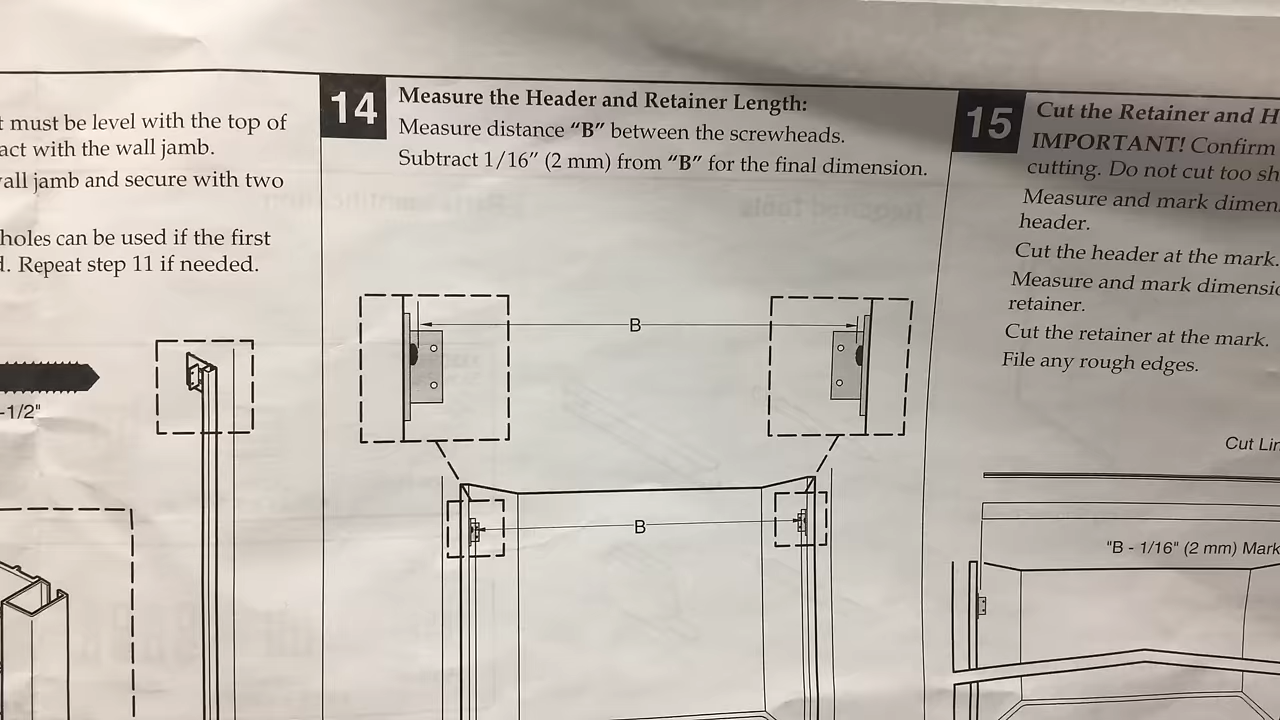 t must be level with the top of
act with the wall jamb.
all jamb and secure with two
holes can be used if the first
d. Repeat step 11 if needed.
-1/2"
14
Measure the Header and Retainer Length:
Measure distance “B” between the screwheads.
Subtract 1/16” (2 mm) from “B” for the final dimension.
B
B
15
Cut the Retainer and H
IMPORTANT! Confirm
cutting. Do not cut too sh
Measure and mark dimen
header.
Cut the header at the mark.
Measure and mark dimensio
retainer.
Cut the retainer at the mark.
File any rough edges.
Cut Lin
"B - 1/16" (2 mm) Mark